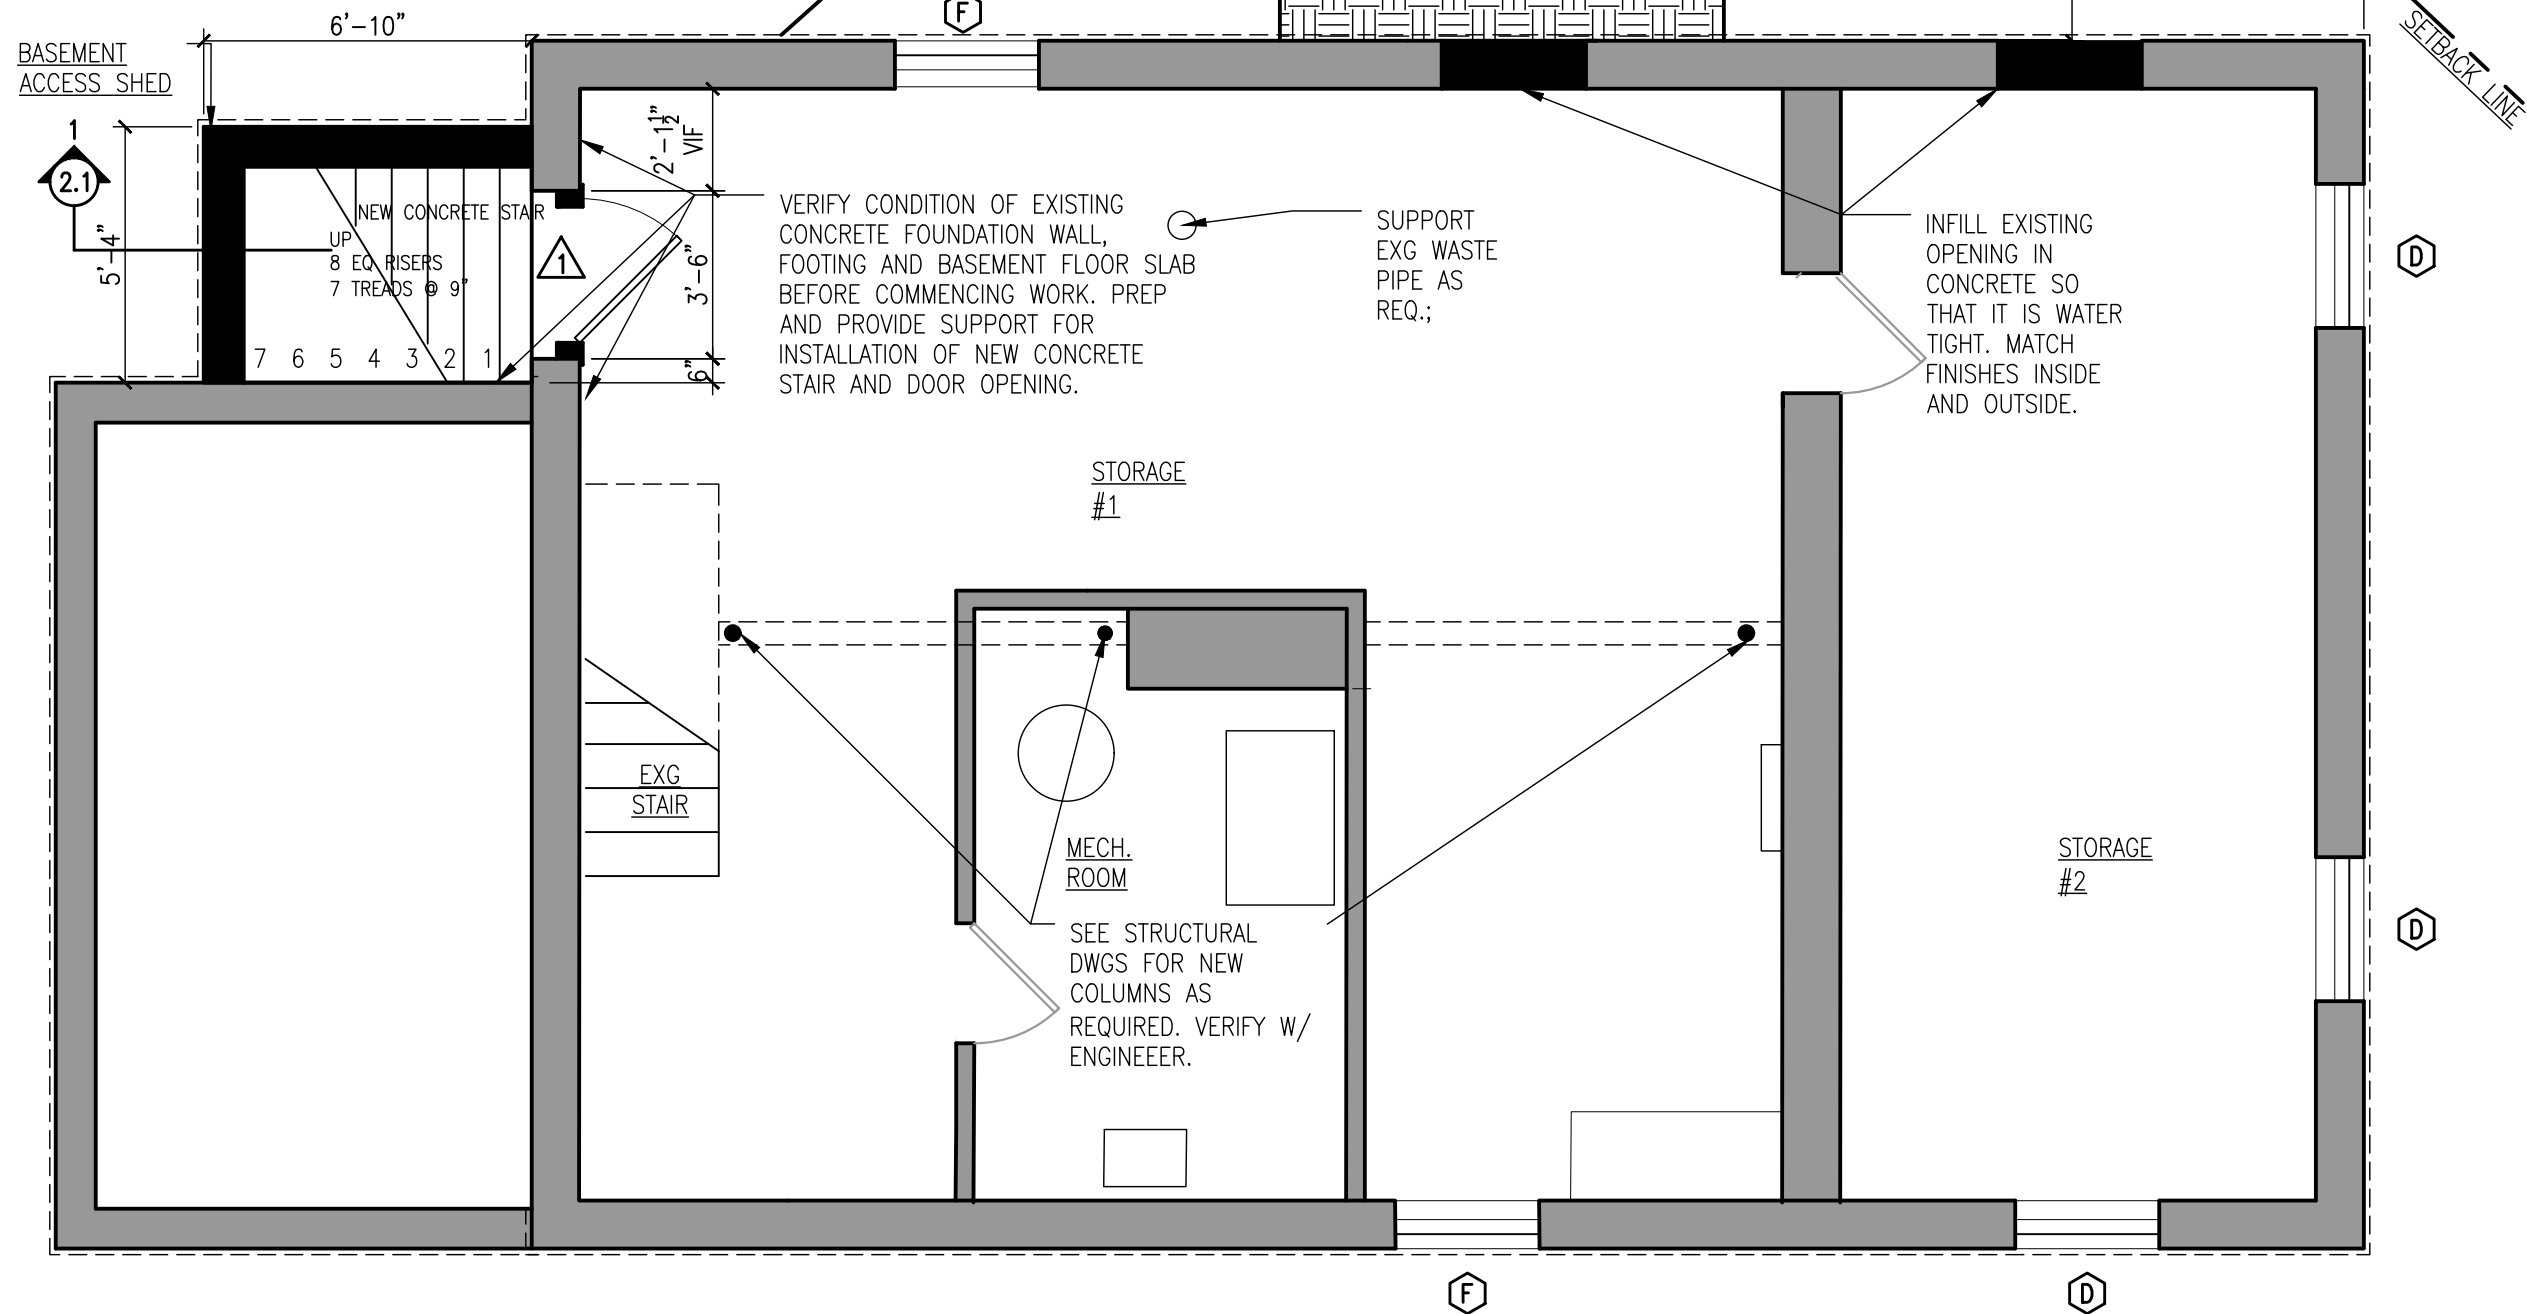 6'-10"
F
BASEMENT
ACCESS SHED
SETBACK LINE
1
2.1
5'-4"
2'-1 1/2"
VIF
3'-6"
6"
NEW CONCRETE STAIR
UP
8 EQ RISERS
7 TREADS @ 9"
7 6 5 4 3 2 1
1
VERIFY CONDITION OF EXISTING
CONCRETE FOUNDATION WALL,
FOOTING AND BASEMENT FLOOR SLAB
BEFORE COMMENCING WORK. PREP
AND PROVIDE SUPPORT FOR
INSTALLATION OF NEW CONCRETE
STAIR AND DOOR OPENING.
SUPPORT
EXG WASTE
PIPE AS
REQ.;
INFILL EXISTING
OPENING IN
CONCRETE SO
THAT IT IS WATER
TIGHT. MATCH
FINISHES INSIDE
AND OUTSIDE.
D
STORAGE
#1
EXG
STAIR
MECH.
ROOM
SEE STRUCTURAL
DWGS FOR NEW
COLUMNS AS
REQUIRED. VERIFY W/
ENGINEEER.
STORAGE
#2
D
F
D